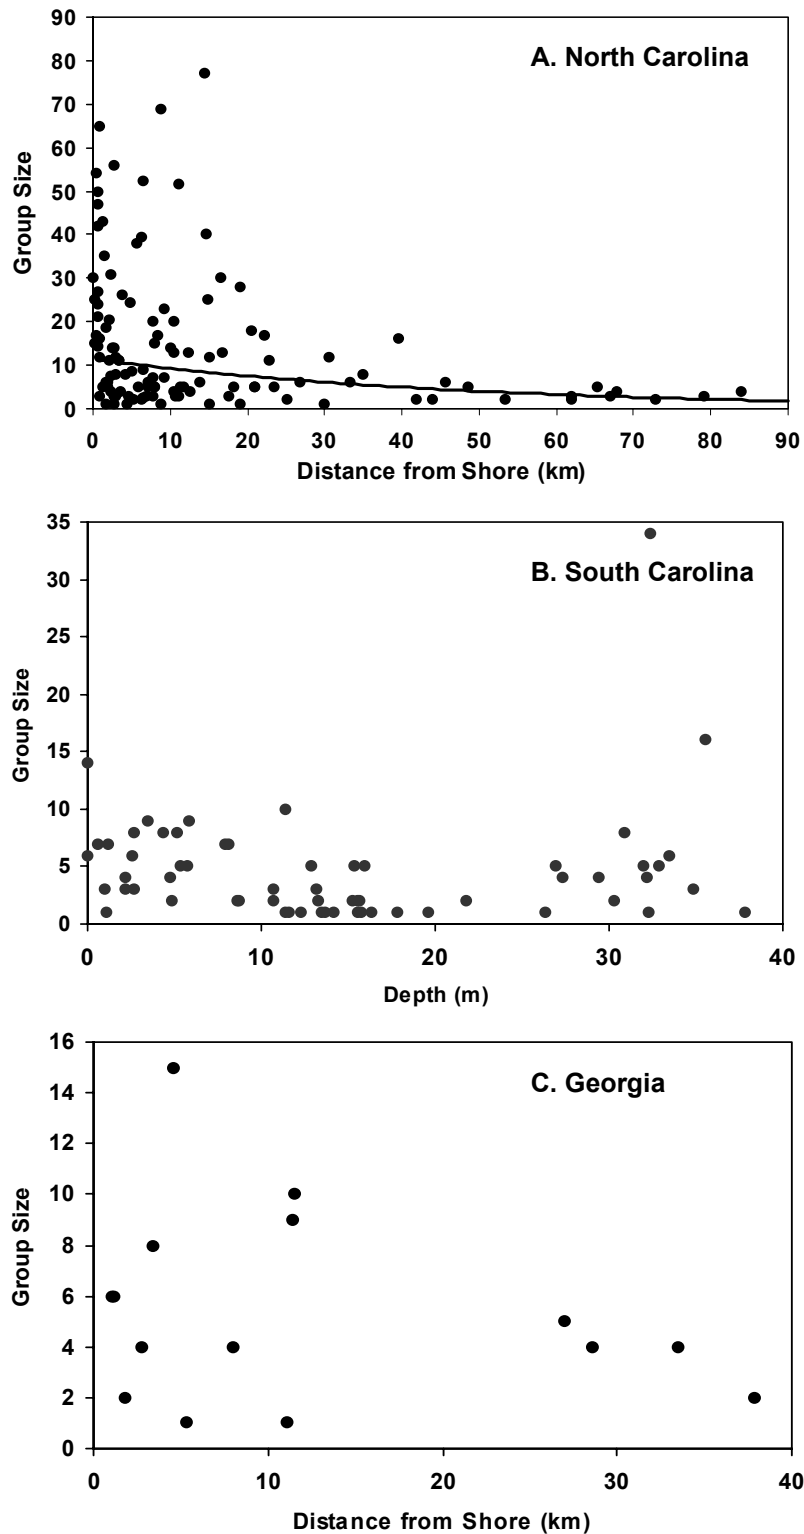 90
80
70
60
50
40
30
20
10
0
Group Size
A. North Carolina
0 10 20 30 40 50 60 70 80 90
Distance from Shore (km)
35
30
25
20
15
10
5
0
Group Size
B. South Carolina
0 10 20 30 40
Depth (m)
16
14
12
10
8
6
4
2
0
Group Size
C. Georgia
0 10 20 30 40
Distance from Shore (km)